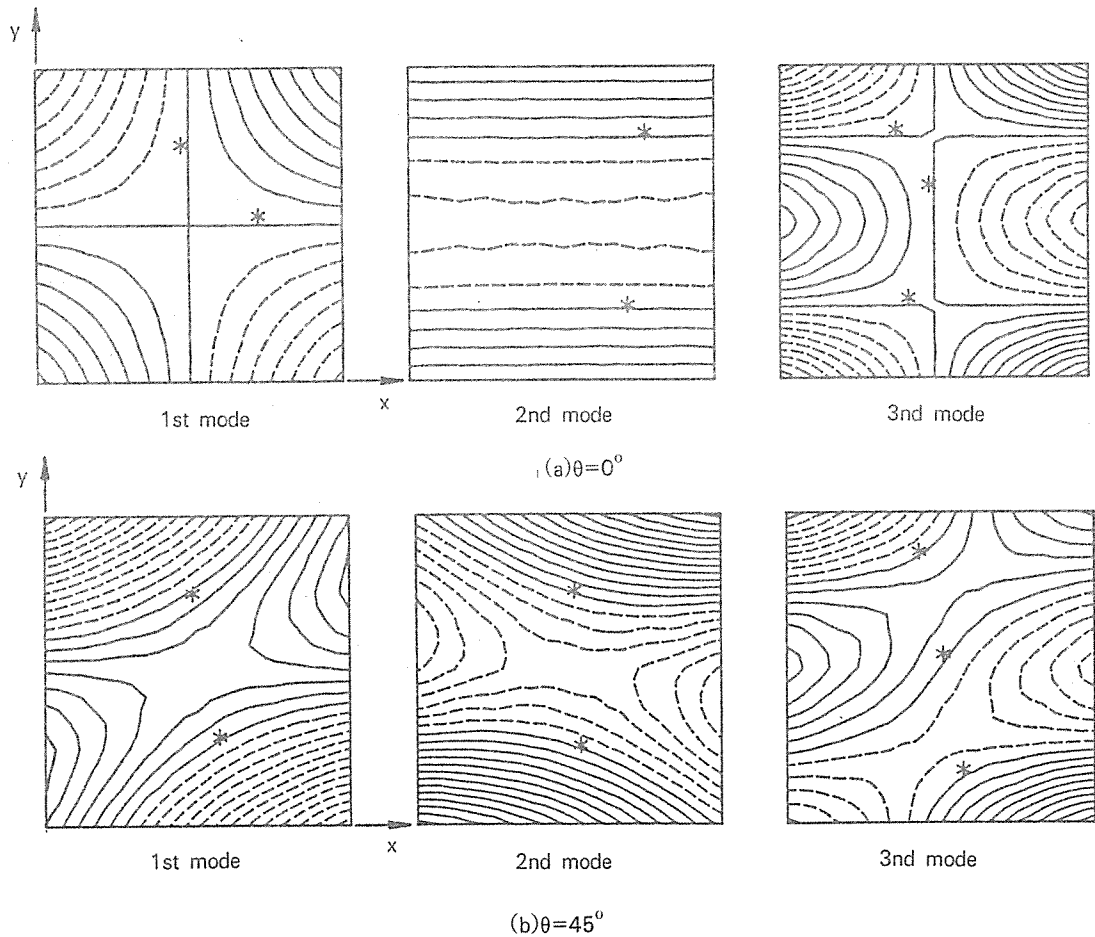 y
x
1st mode
2nd mode
3nd mode
(a)θ=0°
y
x
1st mode
2nd mode
3nd mode
(b)θ=45°